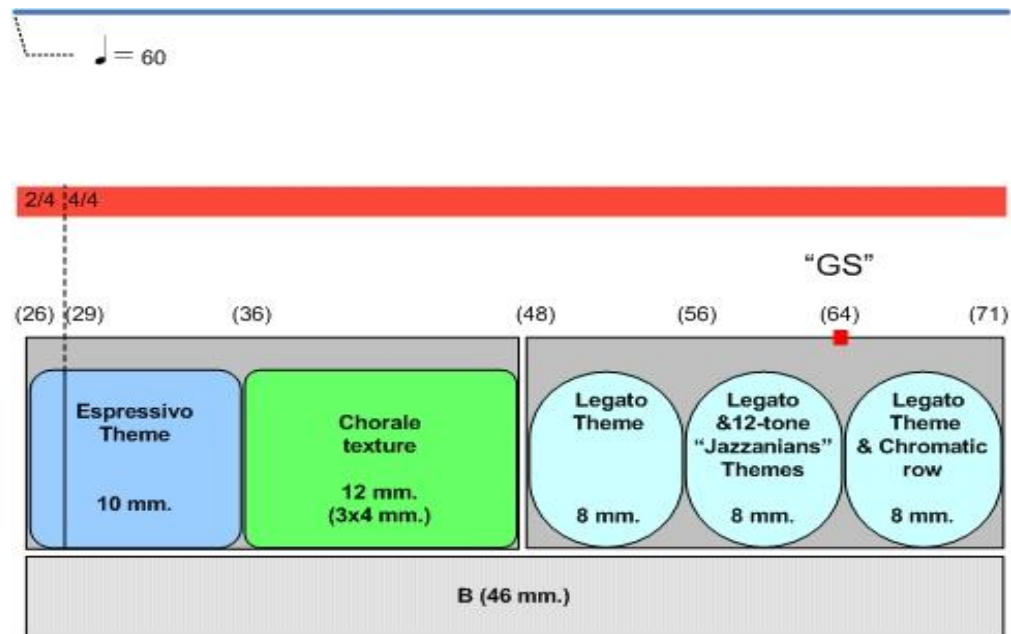 ♩ = 60
2/4 4/4
“GS”
(26) (29) (36) (48) (56) (64) (71)
Espressivo
Theme
10 mm.
Chorale
texture
12 mm.
(3x4 mm.)
Legato
Theme
8 mm.
Legato
&12-tone
“Jazzanians”
Themes
8 mm.
Legato
Theme
& Chromatic
row
8 mm.
B (46 mm.)